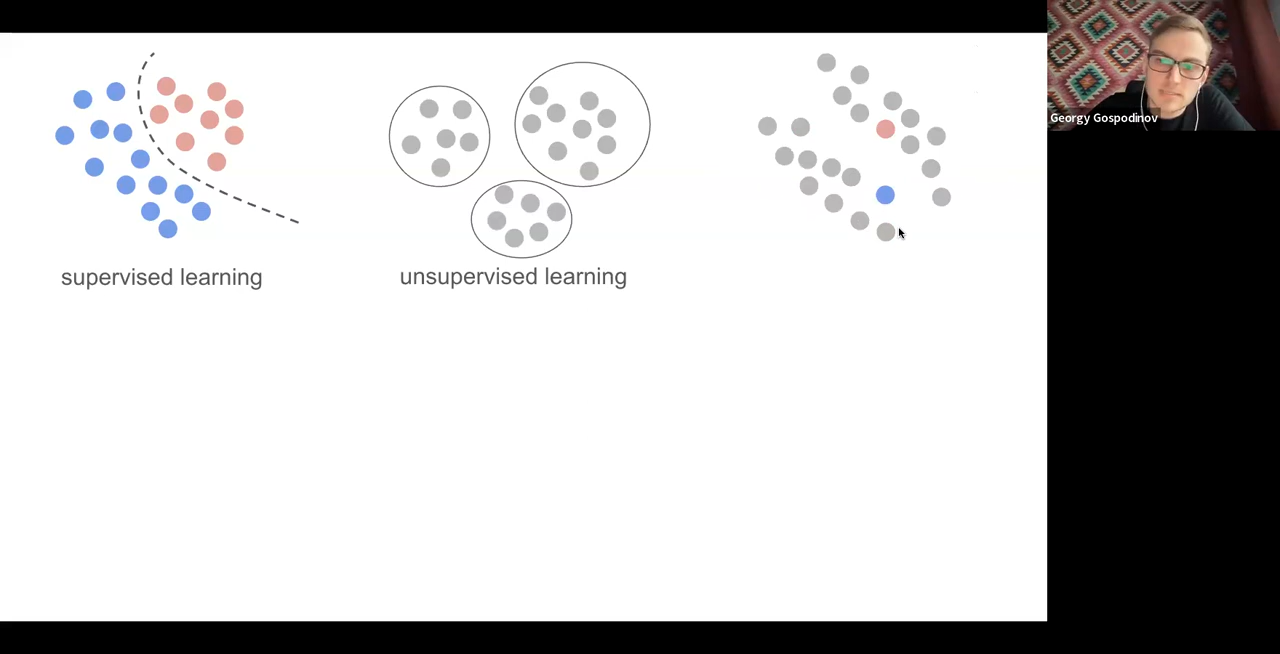 Georgy Gospodinov
supervised learning
unsupervised learning